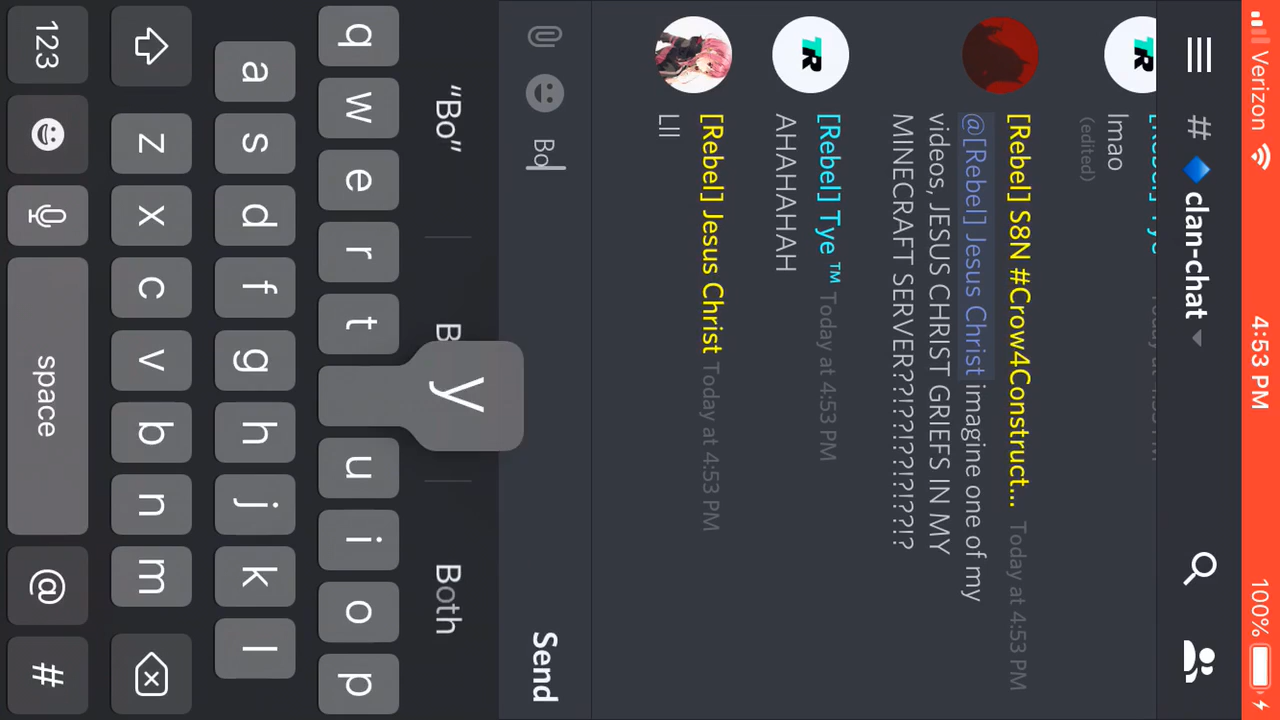 Verizon 4:53 PM 100%
# clan-chat
lmao
(edited)
[Rebel] S8N #Crow4Construct... Today at 4:53 PM
@[Rebel] Jesus Christ imagine one of my
videos, JESUS CHRIST GRIEFS IN MY
MINECRAFT SERVER??!??!??!?!??!?
TR
[Rebel] Tye ™ Today at 4:53 PM
AHAHAHAH
[Rebel] Jesus Christ Today at 4:53 PM
Lll
Bo Send
“Bo” Both
q w e r t y u i o p
a s d f g h j k l
z x c v b n m
123 space @ #